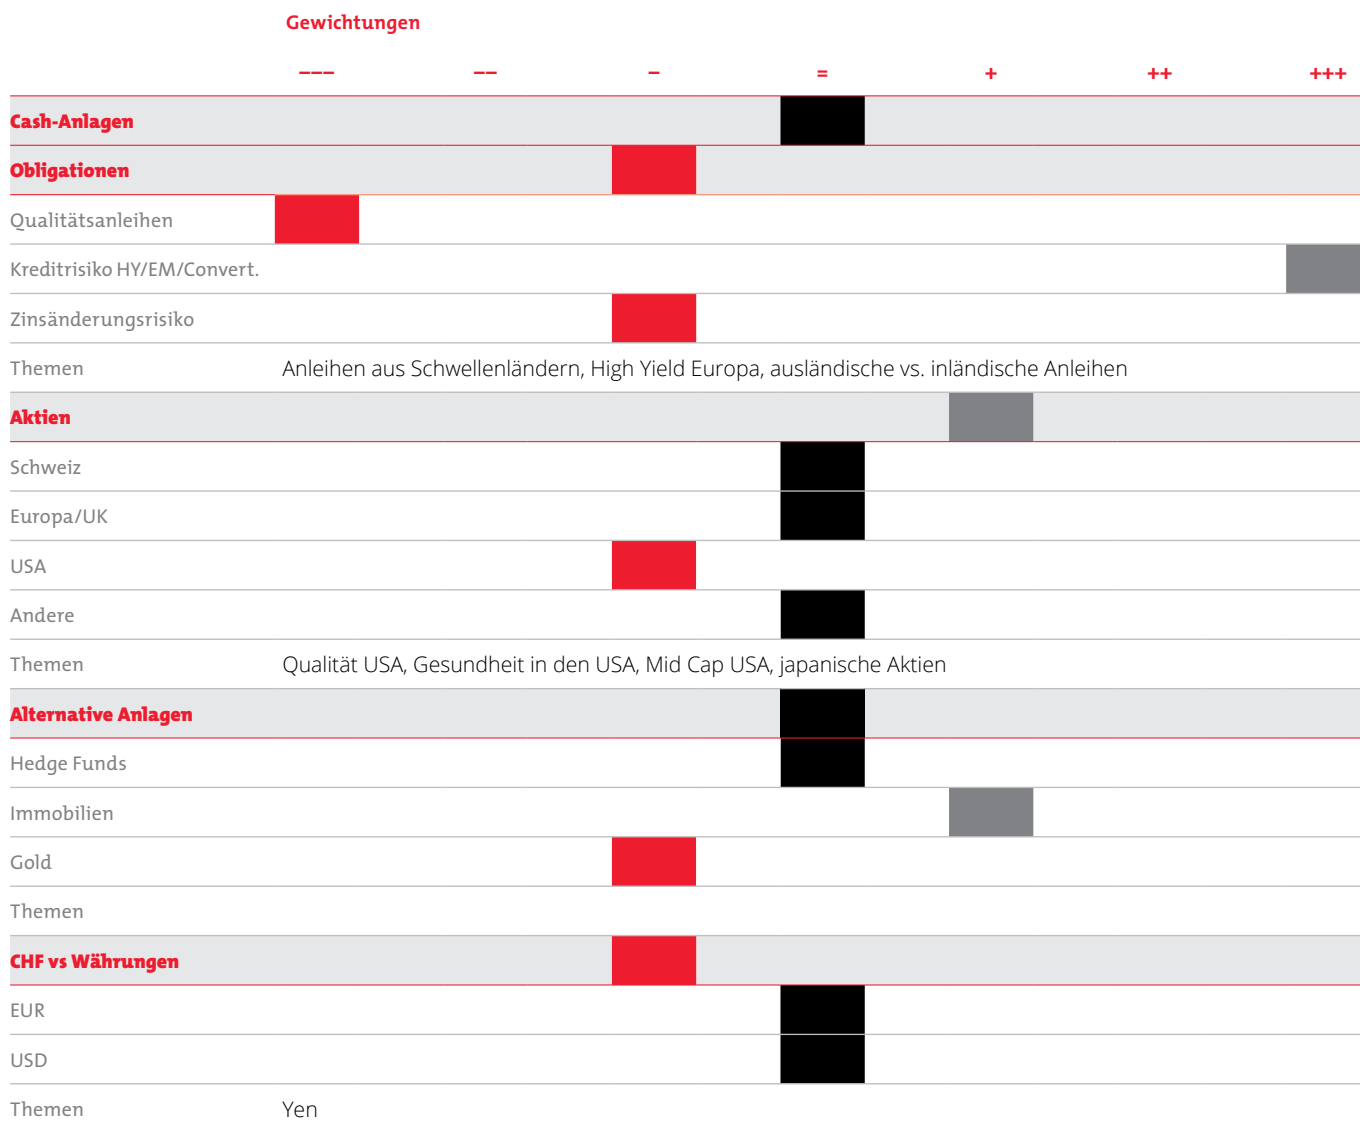 Gewichtungen
––– –– – = + ++ +++
Cash-Anlagen
Obligationen
Qualitätsanleihen
Kreditrisiko HY/EM/Convert.
Zinsänderungsrisiko
Themen Anleihen aus Schwellenländern, High Yield Europa, ausländische vs. inländische Anleihen
Aktien
Schweiz
Europa/UK
USA
Andere
Themen Qualität USA, Gesundheit in den USA, Mid Cap USA, japanische Aktien
Alternative Anlagen
Hedge Funds
Immobilien
Gold
Themen
CHF vs Währungen
EUR
USD
Themen Yen